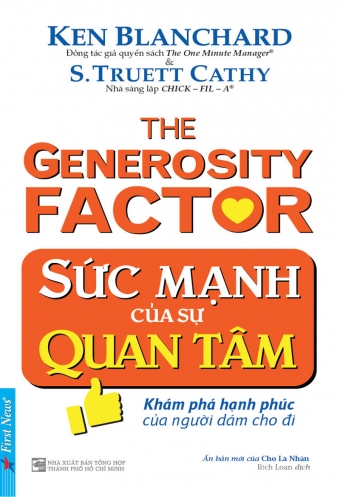 KEN BLANCHARD
Đồng tác giả quyển sách The One Minute Manager®
&
S. TRUETT CATHY
Nhà sáng lập CHICK – FIL – A®
THE
GENEROSITY
FACTOR
SỨC MẠNH
CỦA SỰ
QUAN TÂM
Khám phá hạnh phúc
của người dám cho đi
First News®
NHÀ XUẤT BẢN TỔNG HỢP
THÀNH PHỐ HỒ CHÍ MINH
Ấn bản mới của Cho Là Nhận
Bích Loan dịch